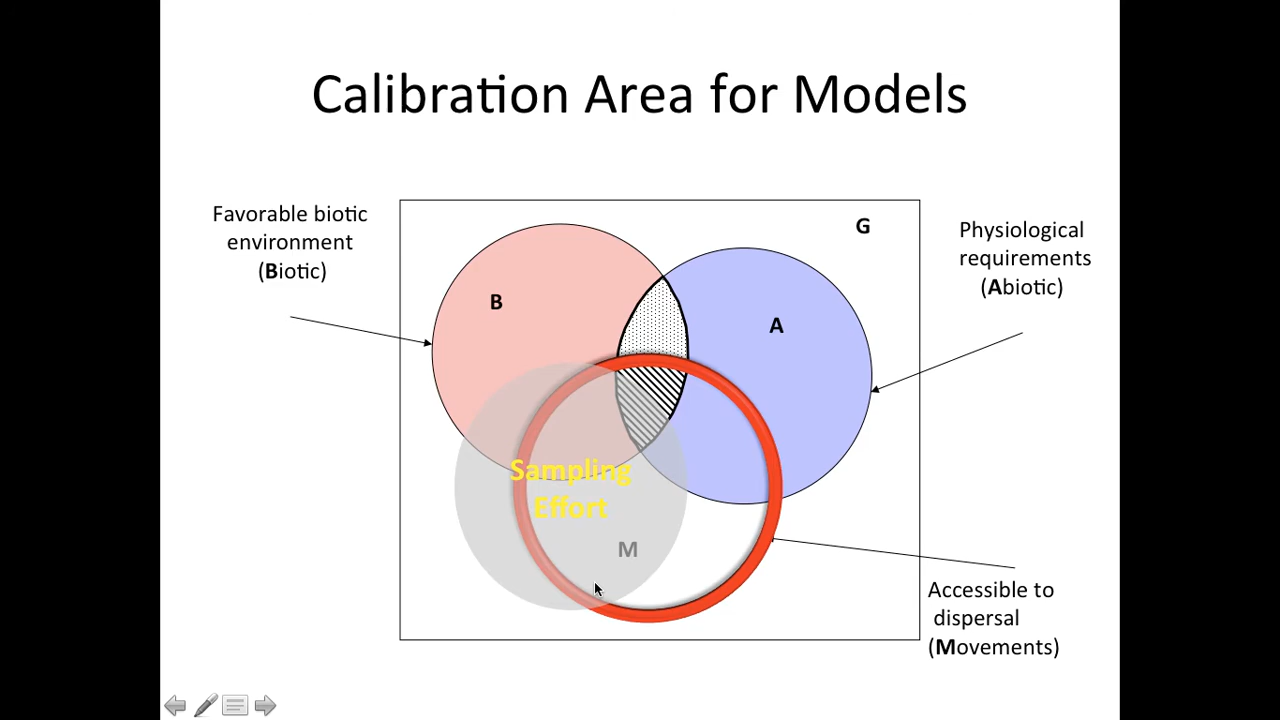 Calibration Area for Models
Favorable biotic
environment
(Biotic)
G
Physiological
requirements
(Abiotic)
B
A
Sampling
Effort
M
Accessible to
dispersal
(Movements)